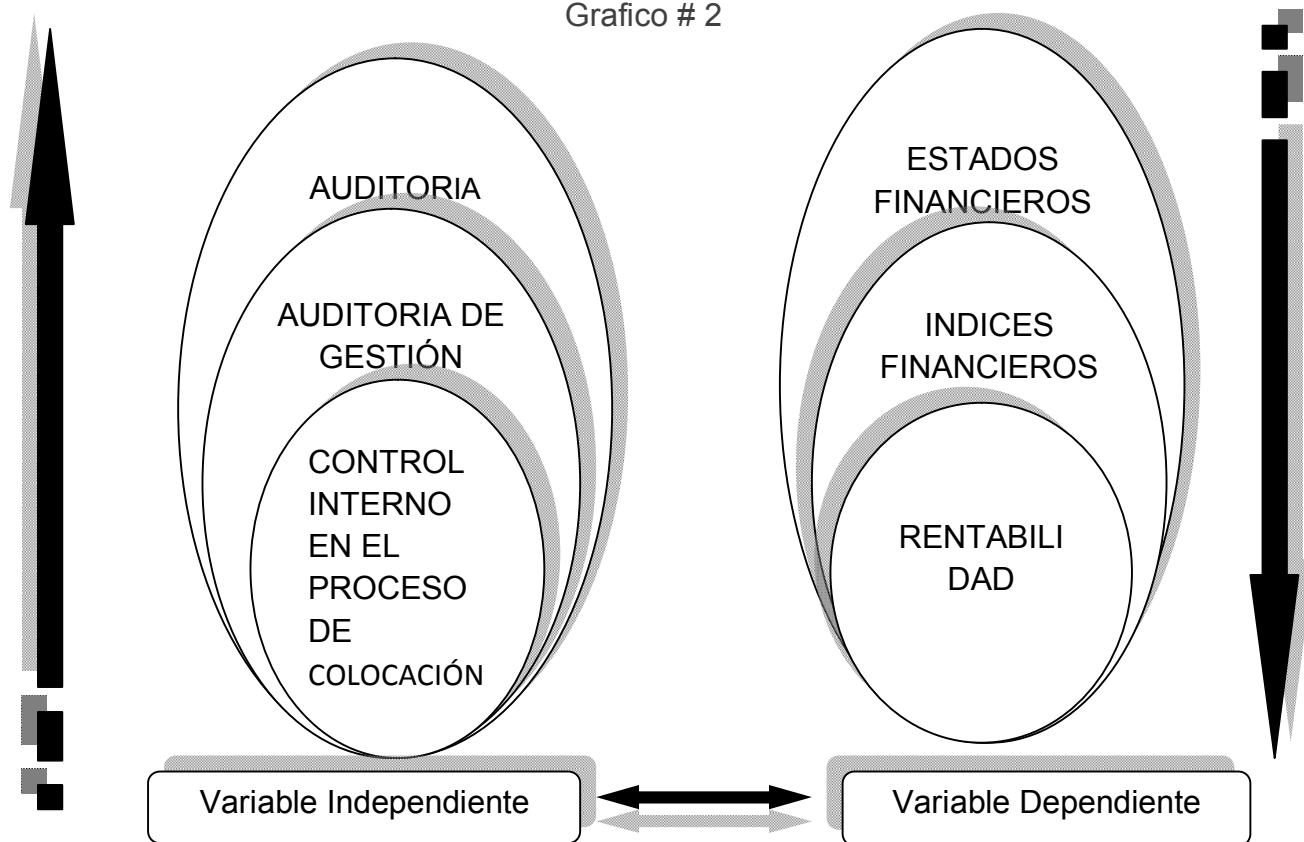 Grafico # 2
AUDITORIA
AUDITORIA DE
GESTIÓN
CONTROL
INTERNO
EN EL
PROCESO
DE
COLOCACIÓN
ESTADOS
FINANCIEROS
INDICES
FINANCIEROS
RENTABILI
DAD
Variable Independiente
Variable Dependiente